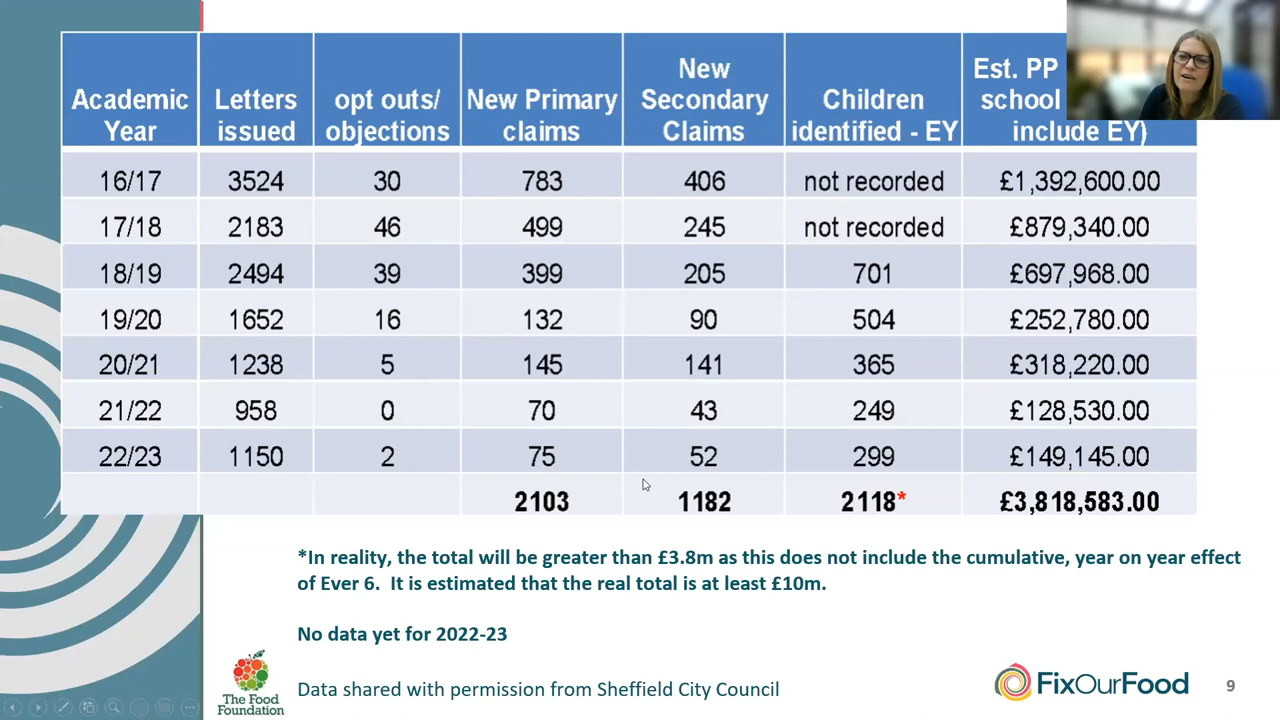 Academic Year Letters issued opt outs/ objections New Primary claims New Secondary Claims Children identified - EY Est. PP school include EY)
16/17 3524 30 783 406 not recorded £1,392,600.00
17/18 2183 46 499 245 not recorded £879,340.00
18/19 2494 39 399 205 701 £697,968.00
19/20 1652 16 132 90 504 £252,780.00
20/21 1238 5 145 141 365 £318,220.00
21/22 958 0 70 43 249 £128,530.00
22/23 1150 2 75 52 299 £149,145.00
2103 1182 2118* £3,818,583.00
*In reality, the total will be greater than £3.8m as this does not include the cumulative, year on year effect
of Ever 6. It is estimated that the real total is at least £10m.
No data yet for 2022-23
Data shared with permission from Sheffield City Council
The Food
Foundation
FixOurFood
9